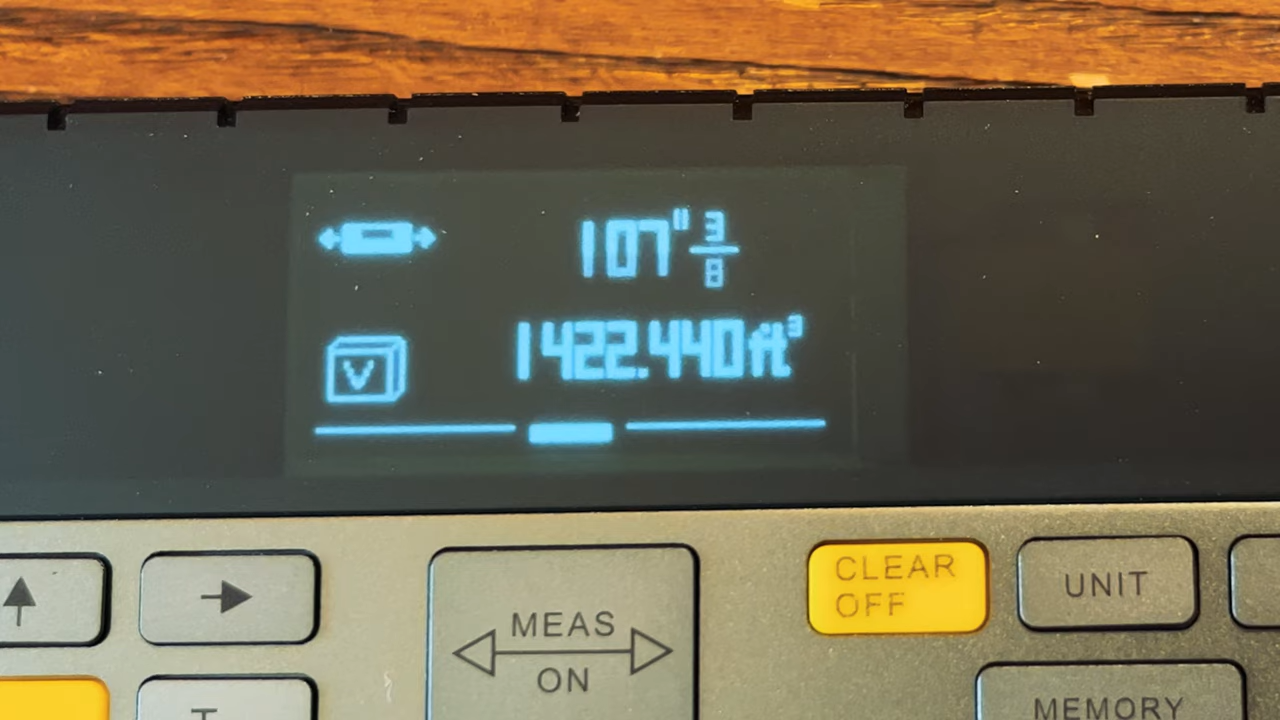 107" 3/8
V
1422.440ft³
CLEAR
OFF
UNIT
MEAS
ON
MEMORY